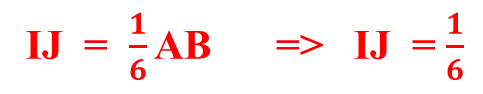 IJ = 1/6 AB => IJ = 1/6